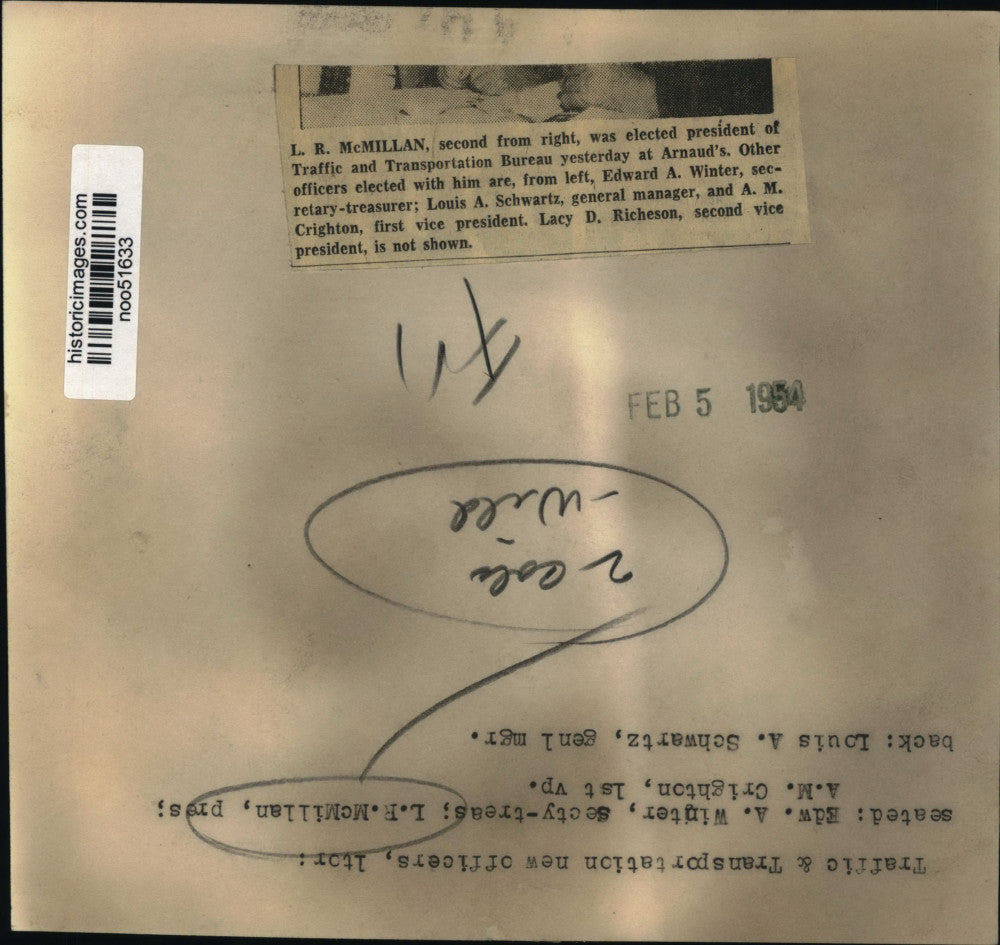 L. R. McMILLAN, second from right, was elected president of
Traffic and Transportation Bureau yesterday at Arnaud's. Other
officers elected with him are, from left, Edward A. Winter, sec-
retary-treasurer; Louis A. Schwartz, general manager, and A. M.
Crighton, first vice president. Lacy D. Richeson, second vice
president, is not shown.
historicimages.com
noo51633
FEB 5 1954
Traffic & Transportation new officers, ltor:
seated: Edw. A. Winter, Secty-treas; L.R.McMillan, pres;
A.M. Crighton, 1st vp.
back: Louis A. Schwartz, genl mgr.
2 col